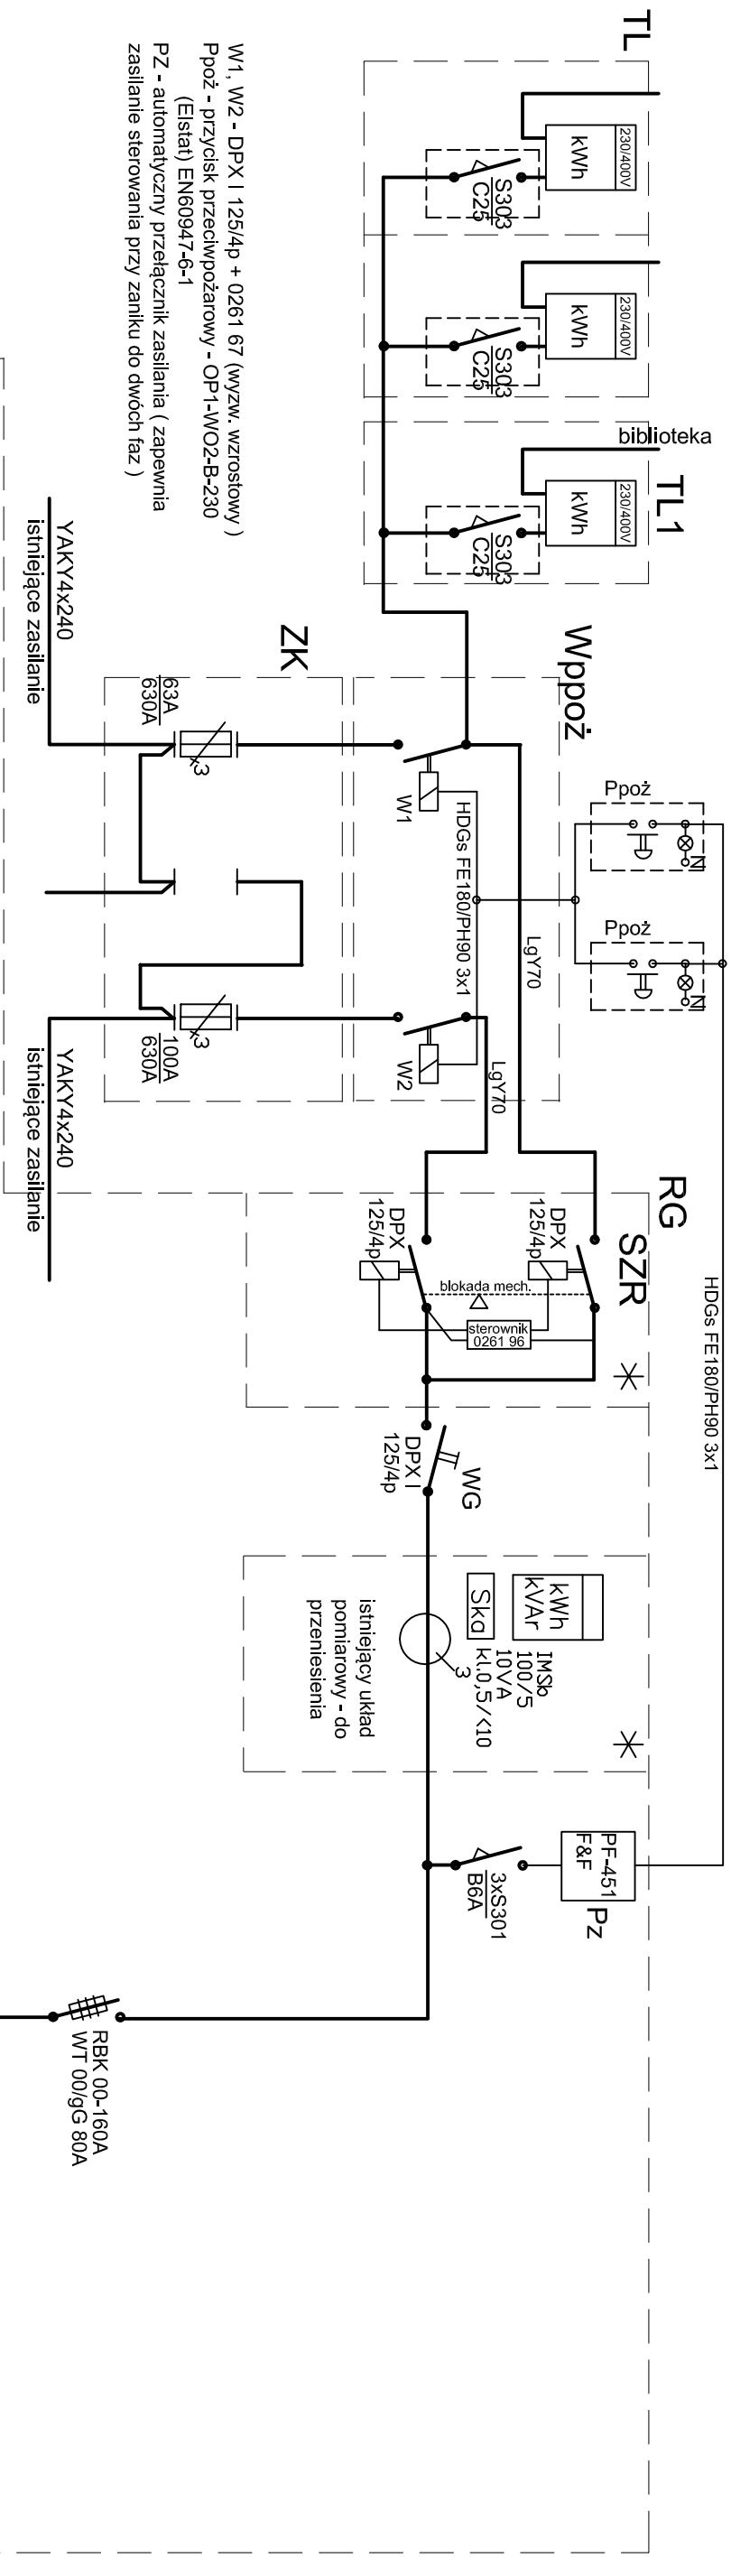 TL
230/400V
kWh
S303
C25
230/400V
kWh
S303
C25
TL1
biblioteka
230/400V
kWh
S303
C25
W1, W2 - DPX I 125/4p + 0261 67 (wyzw. wzrostowy )
Ppoż - przycisk przeciwpożarowy - OP1-WO2-B-230
(Elstat) EN60947-6-1
PZ - automatyczny przełącznik zasilania ( zapewnia
zasilanie sterowania przy zaniku do dwóch faz )
Wppoż
ZK
63A
630A
3
YAKY4x240
istniejące zasilanie
W1
HDGs FE180/PH90 3x1
Ppoż
N
Ppoż
N
LgY70
W2
LgY70
100A
630A
3
YAKY4x240
istniejące zasilanie
RG
SZR
HDGs FE180/PH90 3x1
DPX
125/4p
DPX
125/4p
blokada mech.
sterownik
0261 96
WG
DPX I
125/4p
kWh
kVAr
Ska
IMSb
100/5
10VA
kl.0,5/<10
3
istniejący układ
pomiarowy - do
przeniesienia
PF-451
F&F
Pz
3xS301
B6A
RBK 00-160A
WT 00/gG 80A